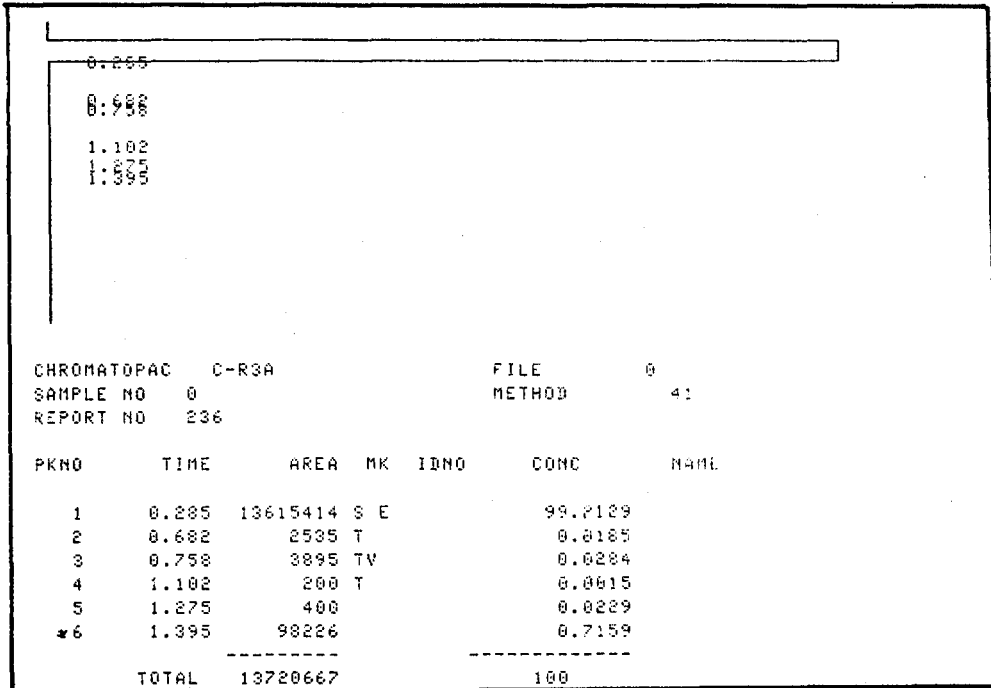 0.285
0.682
0.758
1.102
1.275
1.395
CHROMATOPAC C-R3A FILE 0
SAMPLE NO 0 METHOD 41
REPORT NO 236
PKNO TIME AREA MK IDNO CONC NAME
1 0.285 13615414 S E 99.2129
2 0.682 2535 T 0.0185
3 0.758 3895 TV 0.0284
4 1.102 200 T 0.0015
5 1.275 400 0.0229
*6 1.395 98226 0.7159
TOTAL 13720667 100